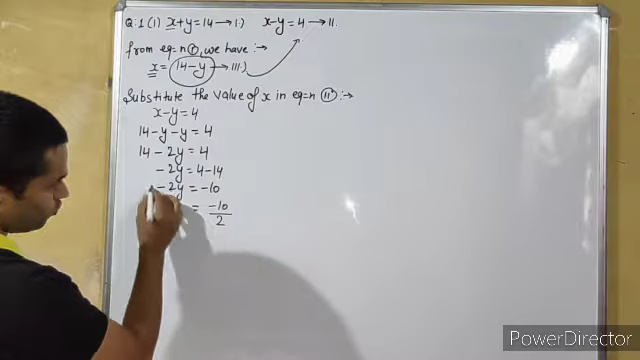 Q:1 (1) x+y=14 → I.) x-y=4 → II.
from eq=n (I), we have :→
x = 14-y → III.)
Substitute the value of x in eq=n (II) :→
x-y=4
14-y-y=4
14-2y=4
-2y=4-14
-2y=-10
= -10/2
CYBERLINK
PowerDirector